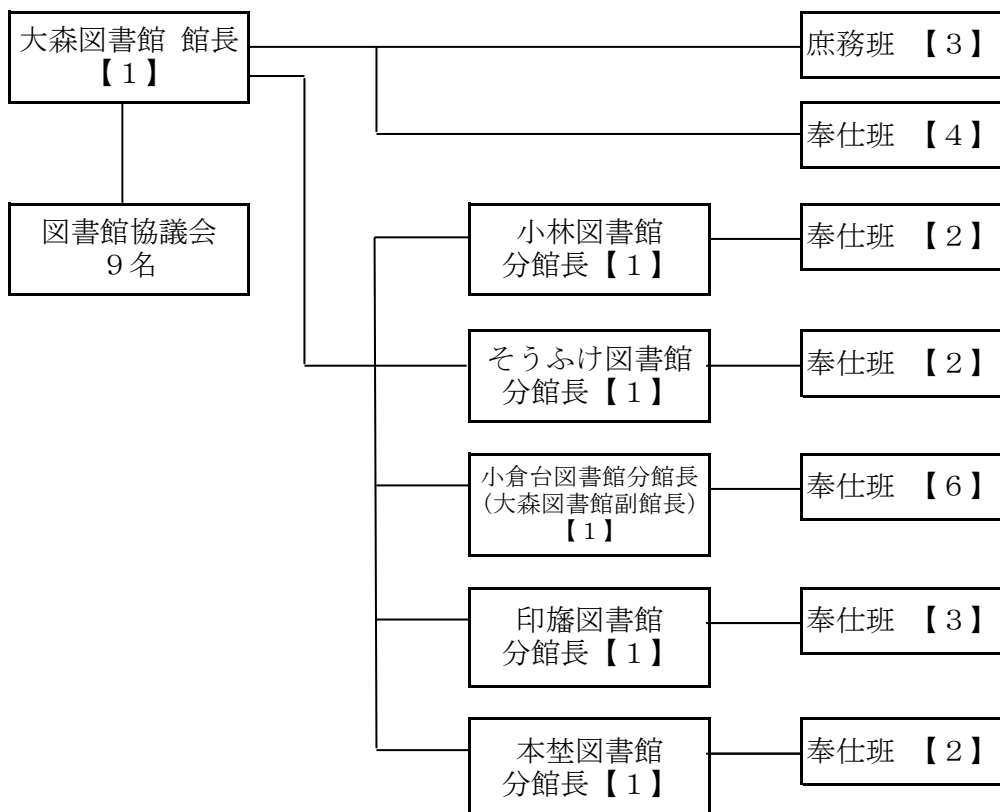 大森図書館 館長
【１】
庶務班 【３】
奉仕班 【４】
図書館協議会
９名
小林図書館
分館長【１】
奉仕班 【２】
そうふけ図書館
分館長【１】
奉仕班 【２】
小倉台図書館分館長
(大森図書館副館長)
【１】
奉仕班 【６】
印旛図書館
分館長【１】
奉仕班 【３】
本埜図書館
分館長【１】
奉仕班 【２】